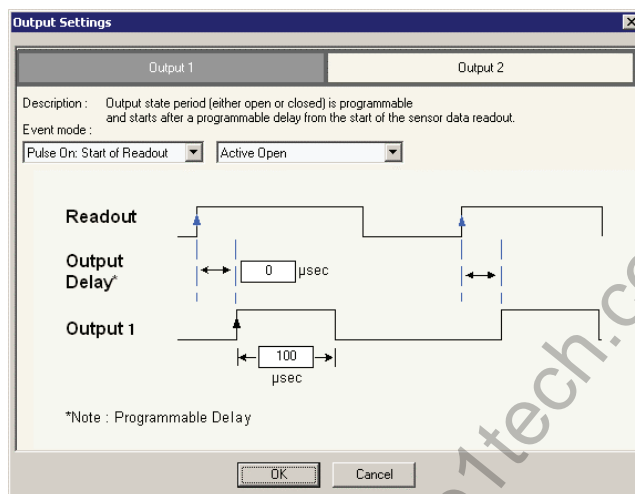 Output Settings
Output 1
Output 2
Description : Output state period (either open or closed) is programmable
and starts after a programmable delay from the start of the sensor data readout.
Event mode :
Pulse On: Start of Readout
Active Open
Readout
Output
Delay*
0 µsec
Output 1
100
µsec
*Note : Programmable Delay
OK
Cancel